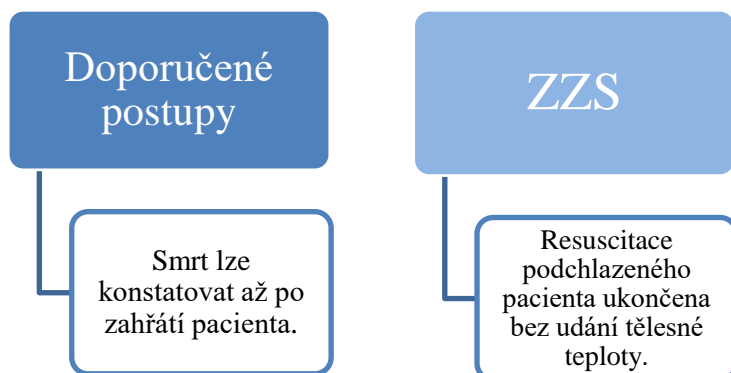 Doporučené
postupy
Smrt lze
konstatovat až po
zahřátí pacienta.
ZZS
Resuscitace
podchlazeného
pacienta ukončena
bez udání tělesné
teploty.